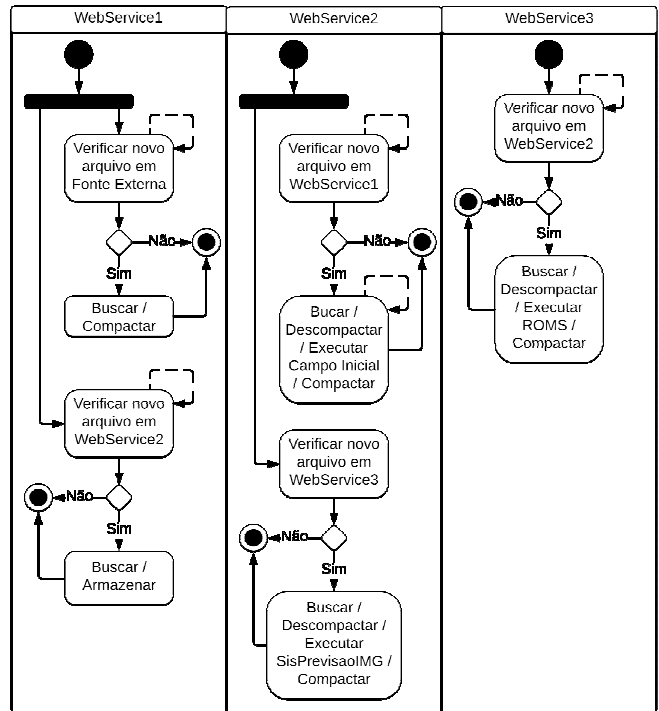 WebService1
Verificar novo
arquivo em
Fonte Externa
Não
Sim
Buscar /
Compactar
Verificar novo
arquivo em
WebService2
Não
Sim
Buscar /
Armazenar
WebService2
Verificar novo
arquivo em
WebService1
Não
Sim
Bucar /
Descompactar
/ Executar
Campo Inicial
/ Compactar
Verificar novo
arquivo em
WebService3
Não
Sim
Buscar /
Descompactar /
Executar
SisPrevisaoIMG /
Compactar
WebService3
Verificar novo
arquivo em
WebService2
Não
Sim
Buscar /
Descompactar
/ Executar
ROMS /
Compactar